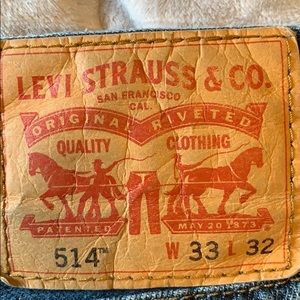 LEVI STRAUSS & CO.
SAN FRANCISCO
CAL.
ORIGINAL RIVETED
QUALITY CLOTHING
PATENTED MAY 20 1873
514™ W 33 L 32